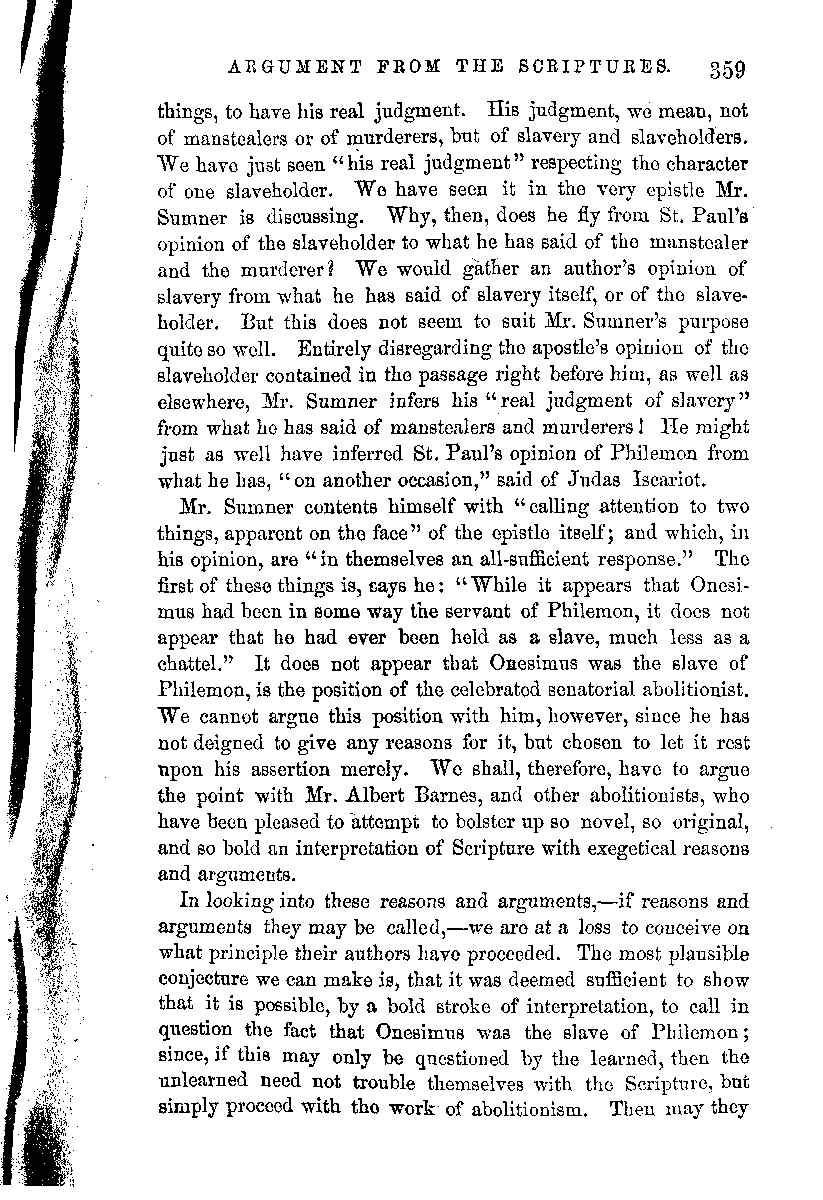 ARGUMENT FROM THE SCRIPTURES. 359
things, to have his real judgment. His judgment, we mean, not
of manstealers or of murderers, but of slavery and slaveholders.
We have just seen “his real judgment” respecting the character
of one slaveholder. We have seen it in the very epistle Mr.
Sumner is discussing. Why, then, does he fly from St. Paul’s
opinion of the slaveholder to what he has said of the manstealer
and the murderer? We would gather an author’s opinion of
slavery from what he has said of slavery itself, or of the slave-
holder. But this does not seem to suit Mr. Sumner’s purpose
quite so well. Entirely disregarding the apostle’s opinion of the
slaveholder contained in the passage right before him, as well as
elsewhere, Mr. Sumner infers his “real judgment of slavery”
from what he has said of manstealers and murderers! He might
just as well have inferred St. Paul’s opinion of Philemon from
what he has, “on another occasion,” said of Judas Iscariot.
Mr. Sumner contents himself with “calling attention to two
things, apparent on the face” of the epistle itself; and which, in
his opinion, are “in themselves an all-sufficient response.” The
first of these things is, says he: “While it appears that Onesi-
mus had been in some way the servant of Philemon, it does not
appear that he had ever been held as a slave, much less as a
chattel.” It does not appear that Onesimus was the slave of
Philemon, is the position of the celebrated senatorial abolitionist.
We cannot argue this position with him, however, since he has
not deigned to give any reasons for it, but chosen to let it rest
upon his assertion merely. We shall, therefore, have to argue
the point with Mr. Albert Barnes, and other abolitionists, who
have been pleased to attempt to bolster up so novel, so original,
and so bold an interpretation of Scripture with exegetical reasons
and arguments.
In looking into these reasons and arguments,—if reasons and
arguments they may be called,—we are at a loss to conceive on
what principle their authors have proceeded. The most plausible
conjecture we can make is, that it was deemed sufficient to show
that it is possible, by a bold stroke of interpretation, to call in
question the fact that Onesimus was the slave of Philemon;
since, if this may only be questioned by the learned, then the
unlearned need not trouble themselves with the Scripture, but
simply proceed with the work of abolitionism. Then may they